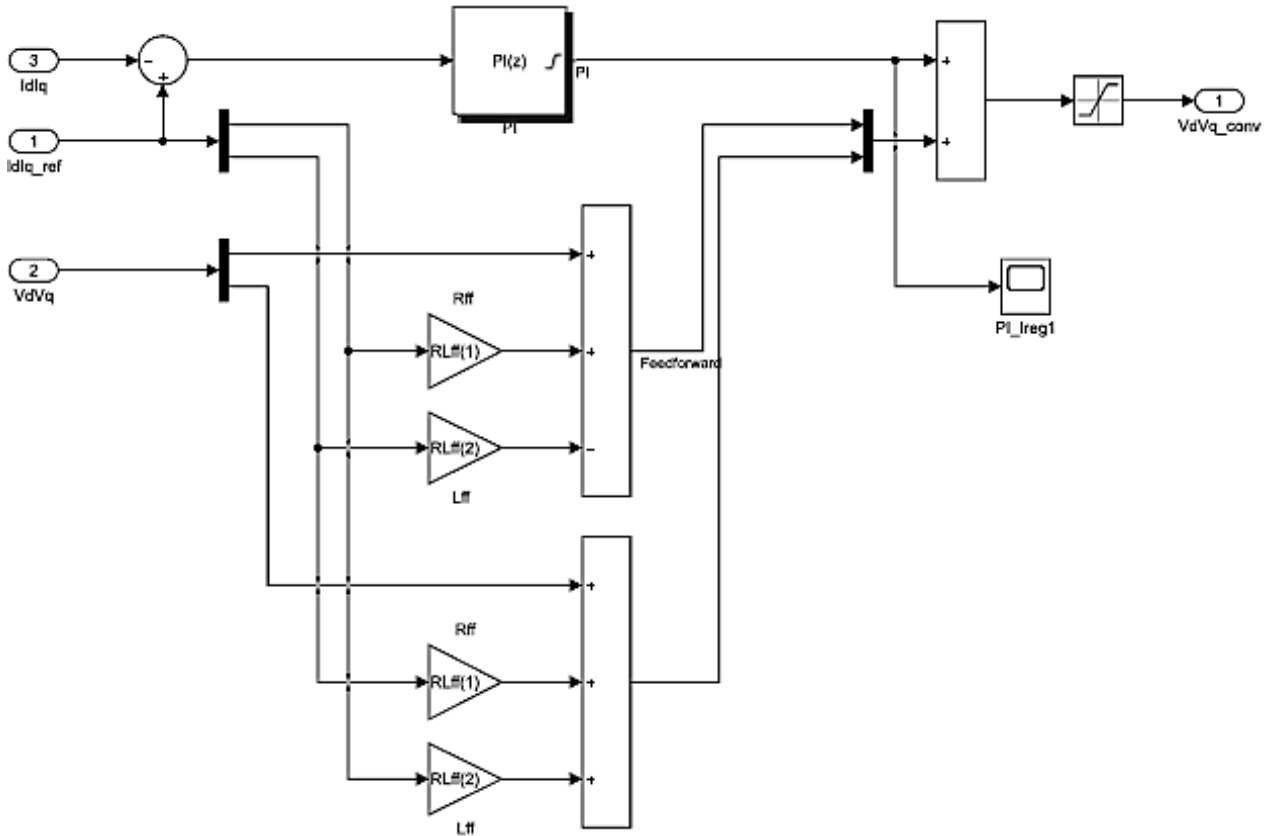 3
IdIq
-
+
PI(z)
PI
PI
1
IdIq_ref
+
+
1
VdVq_conv
2
VdVq
+
Rff
RLff(1)
+
Feedforward
PI_Ireg1
RLff(2)
-
Lff
+
Rff
RLff(1)
+
RLff(2)
+
Lff